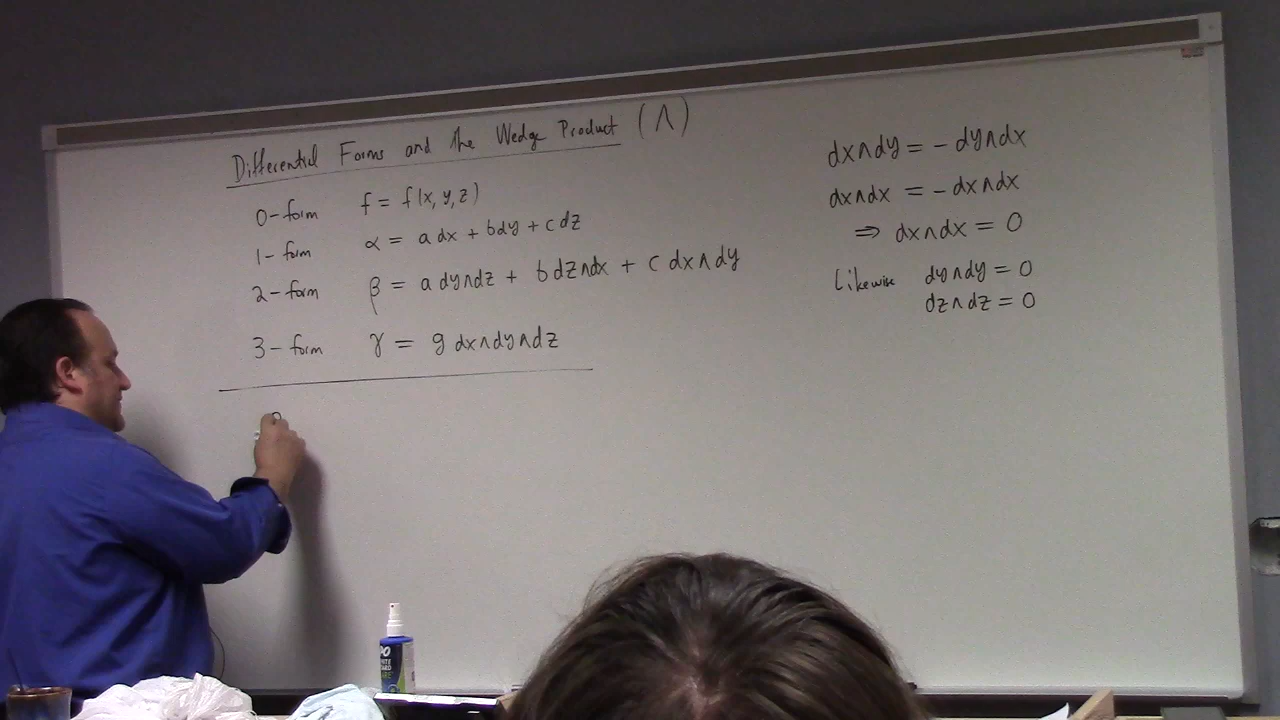 Differential Forms and the Wedge Product (∧)
0-form f = f(x, y, z)
1-form α = a dx + b dy + c dz
2-form β = a dy∧dz + b dz∧dx + c dx∧dy
3-form γ = g dx∧dy∧dz
dx∧dy = - dy∧dx
dx∧dx = - dx∧dx
⇒ dx∧dx = 0
Likewise dy∧dy = 0
dz∧dz = 0